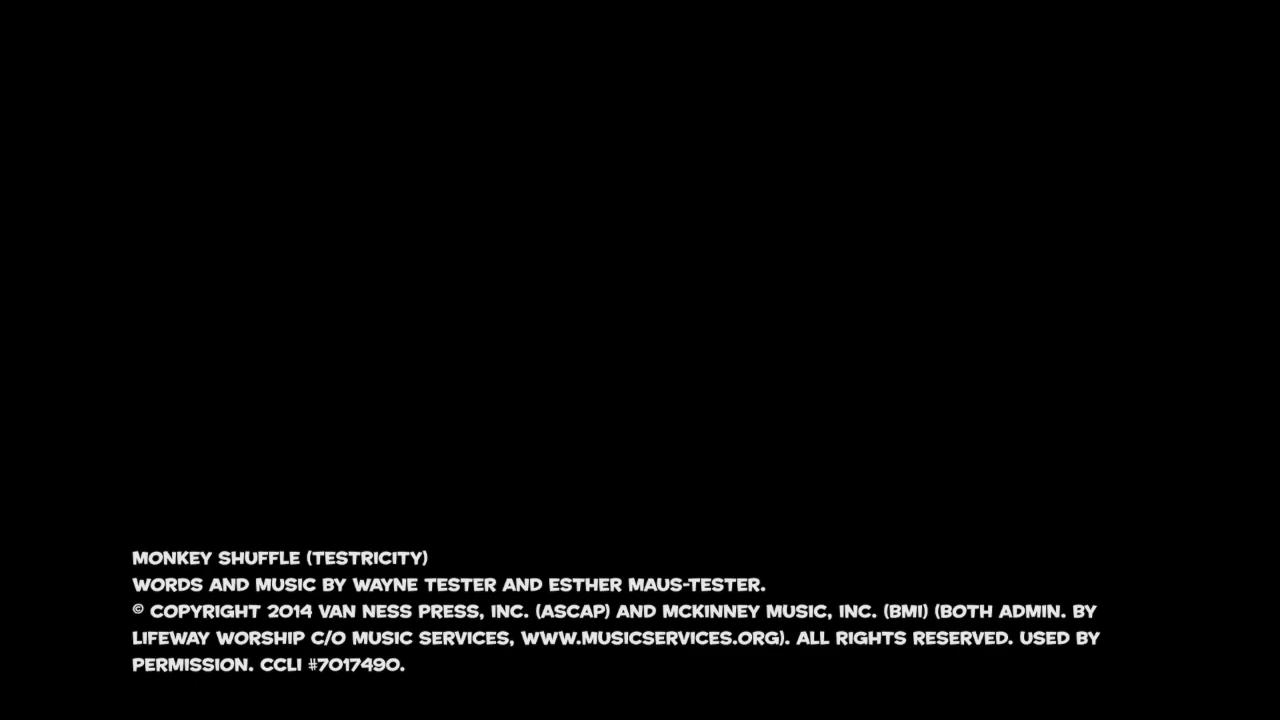 MONKEY SHUFFLE (TESTRICITY)
WORDS AND MUSIC BY WAYNE TESTER AND ESTHER MAUS-TESTER.
© COPYRIGHT 2014 VAN NESS PRESS, INC. (ASCAP) AND MCKINNEY MUSIC, INC. (BMI) (BOTH ADMIN. BY
LIFEWAY WORSHIP C/O MUSIC SERVICES, WWW.MUSICSERVICES.ORG). ALL RIGHTS RESERVED. USED BY
PERMISSION. CCLI #7017490.